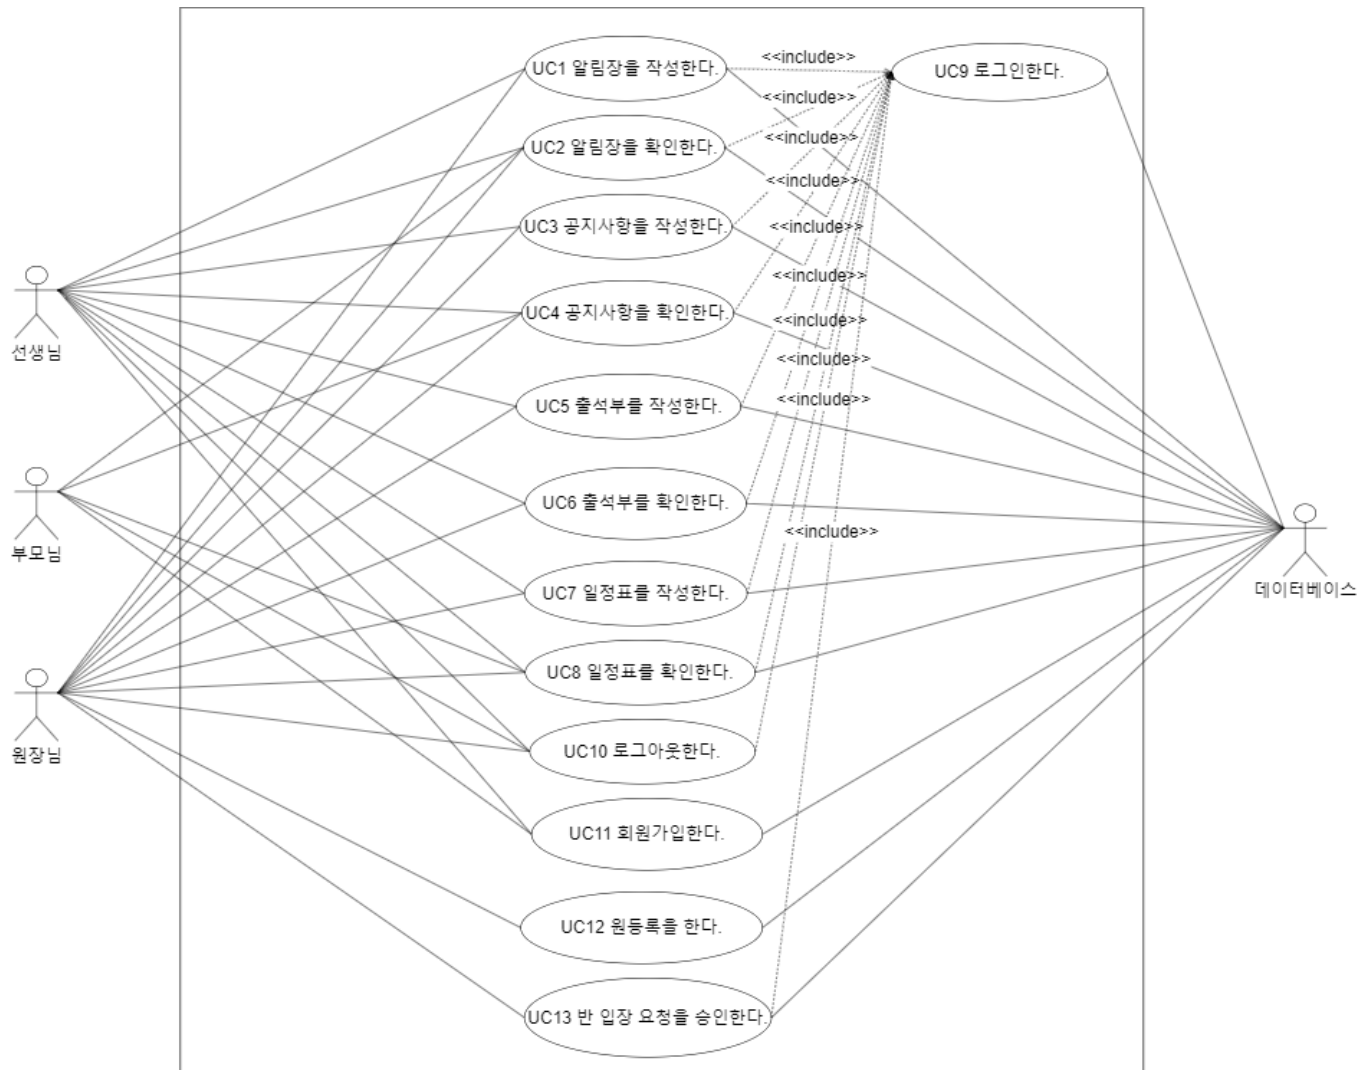 UC1 알림장을 작성한다.
<<include>>
UC9 로그인한다.
<<include>>
UC2 알림장을 확인한다.
<<include>>
<<include>>
UC3 공지사항을 작성한다.
<<include>>
<<include>>
UC4 공지사항을 확인한다.
<<include>>
선생님
<<include>>
UC5 출석부를 작성한다.
<<include>>
UC6 출석부를 확인한다.
<<include>>
부모님
UC7 일정표를 작성한다.
데이터베이스
UC8 일정표를 확인한다.
원장님
UC10 로그아웃한다.
UC11 회원가입한다.
UC12 원등록을 한다.
UC13 반 입장 요청을 승인한다.